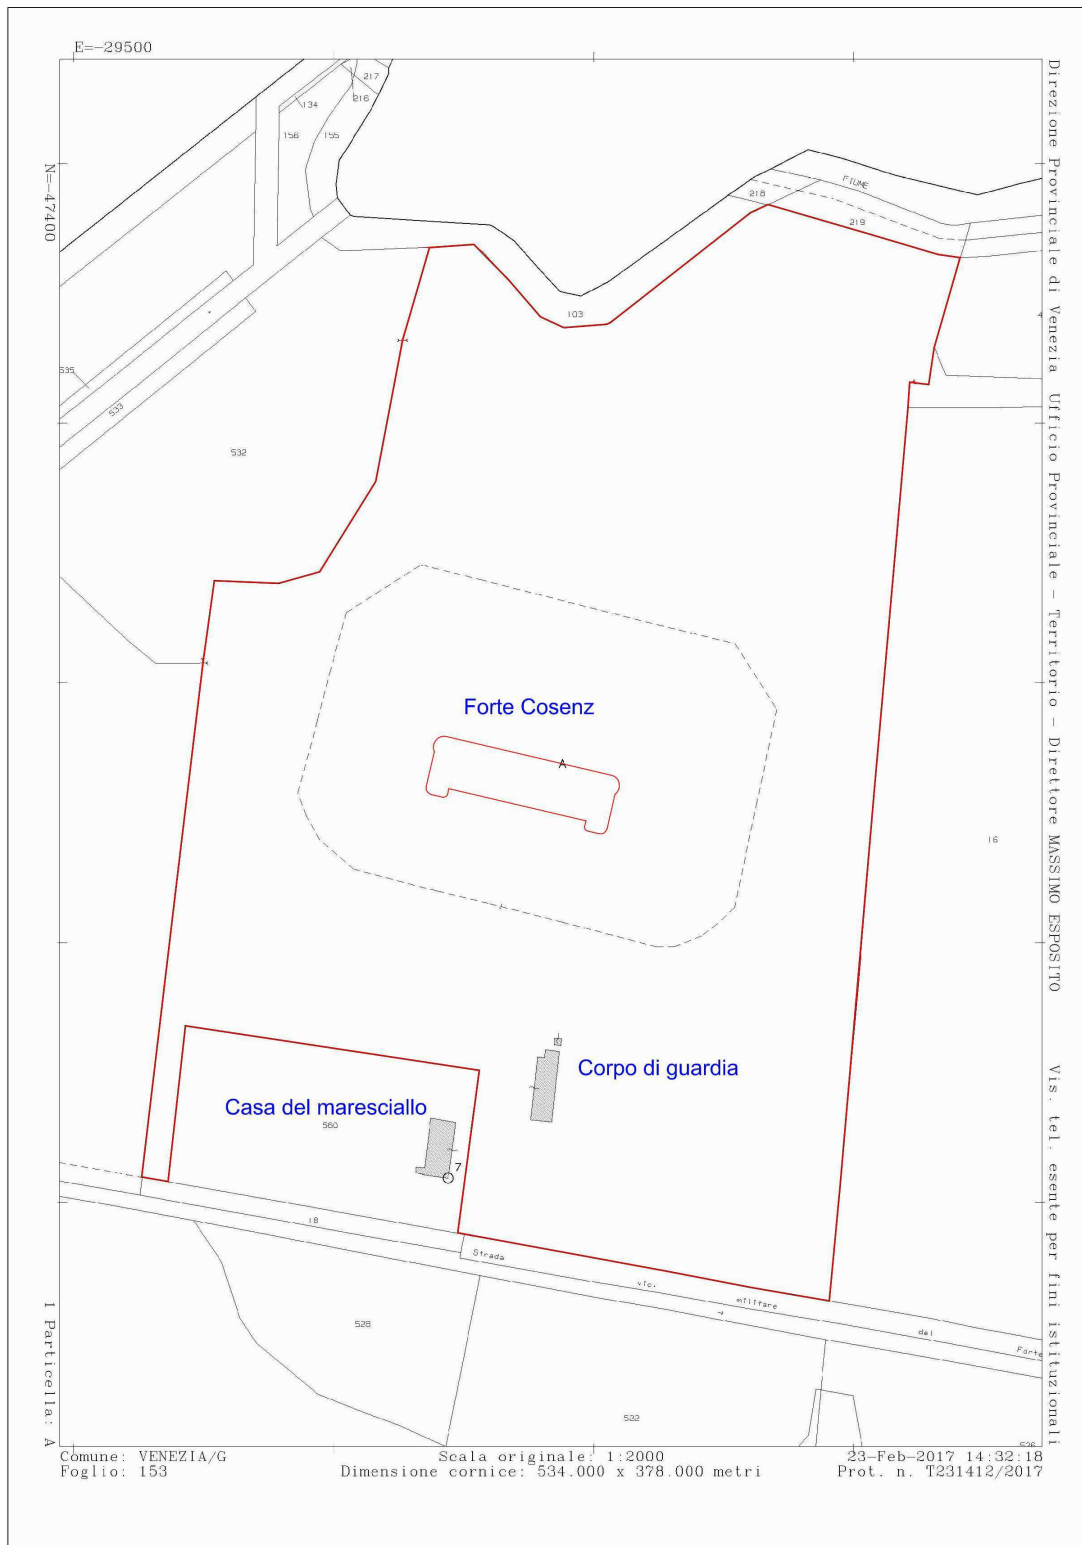 E=-29500
N=-47400
217
216
134
156
155
218
FIUME
219
103
535
533
532
Forte Cosenz
A
16
Corpo di guardia
Casa del maresciallo
560
7
18
Strada
vic.
militare
del
Forte
528
522
526
Direzione Provinciale di Venezia Ufficio Provinciale - Territorio - Direttore MASSIMO ESPOSITO
Vis. tel. esente per fini istituzionali
1 Particella: A
Comune: VENEZIA/G
Foglio: 153
Scala originale: 1:2000
Dimensione cornice: 534.000 x 378.000 metri
23-Feb-2017 14:32:18
Prot. n. T231412/2017